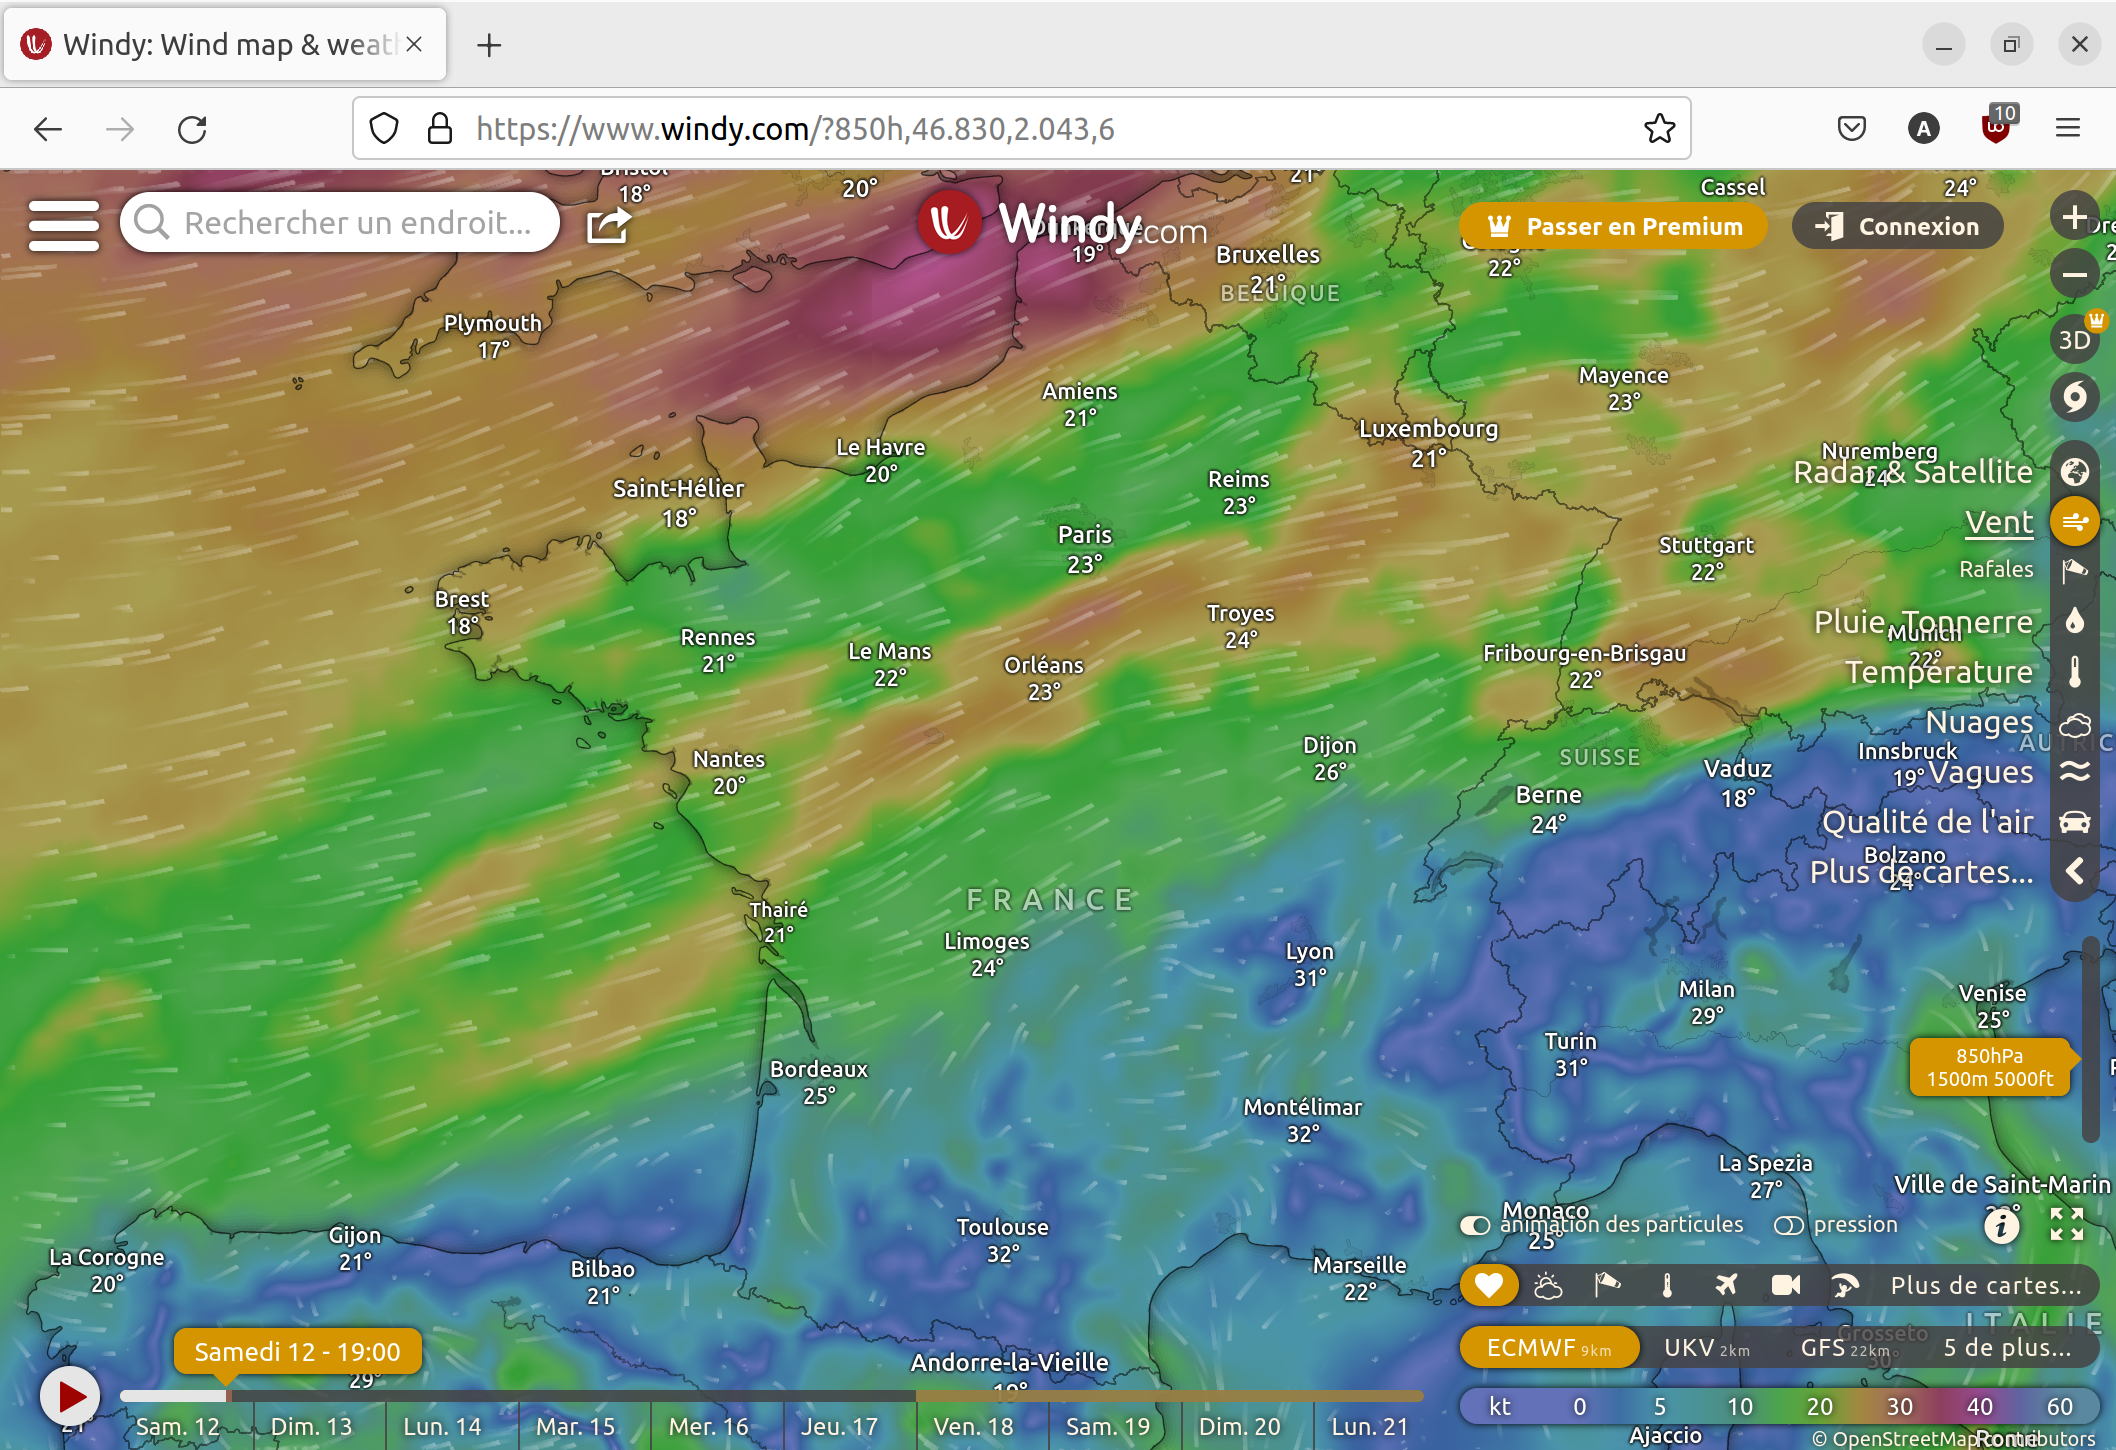 Windy: Wind map & weat
https://www.windy.com/?850h,46.830,2.043,6
10
A
Rechercher un endroit...
Windy.com
Passer en Premium
Connexion
3D
Bristol
18°
20°
21°
Cassel
24°
19°
Bruxelles
21°
BELGIQUE
22°
Plymouth
17°
Amiens
21°
Mayence
23°
Le Havre
20°
Luxembourg
21°
Nuremberg
24
Radar & Satellite
Saint-Hélier
18°
Reims
23°
Vent
Paris
23°
Stuttgart
22°
Rafales
Brest
18°
Troyes
24°
Pluie, Tonnerre
Munich
22°
Rennes
21°
Le Mans
22°
Orléans
23°
Fribourg-en-Brisgau
22°
Température
Nuages
Nantes
20°
Dijon
26°
SUISSE
Vaduz
18°
Innsbruck
19°
Vagues
Berne
24°
Qualité de l'air
Bolzano
24°
Plus de cartes...
FRANCE
Thairé
21°
Limoges
24°
Lyon
31°
Milan
29°
Venise
25°
Turin
31°
850hPa
1500m 5000ft
Bordeaux
25°
Montélimar
32°
La Spezia
27°
Ville de Saint-Marin
Monaco
25°
animation des particules
pression
Gijon
21°
La Corogne
20°
Bilbao
21°
Toulouse
32°
Marseille
22°
Plus de cartes...
ITALIE
Grosseto
30°
ECMWF 9km
UKV 2km
GFS 22km
5 de plus...
Samedi 12 - 19:00
29°
Andorre-la-Vieille
19°
21°
Sam. 12
Dim. 13
Lun. 14
Mar. 15
Mer. 16
Jeu. 17
Ven. 18
Sam. 19
Dim. 20
Lun. 21
kt 0 5 10 20 30 40 60
Ajaccio
Rome
© OpenStreetMap contributors